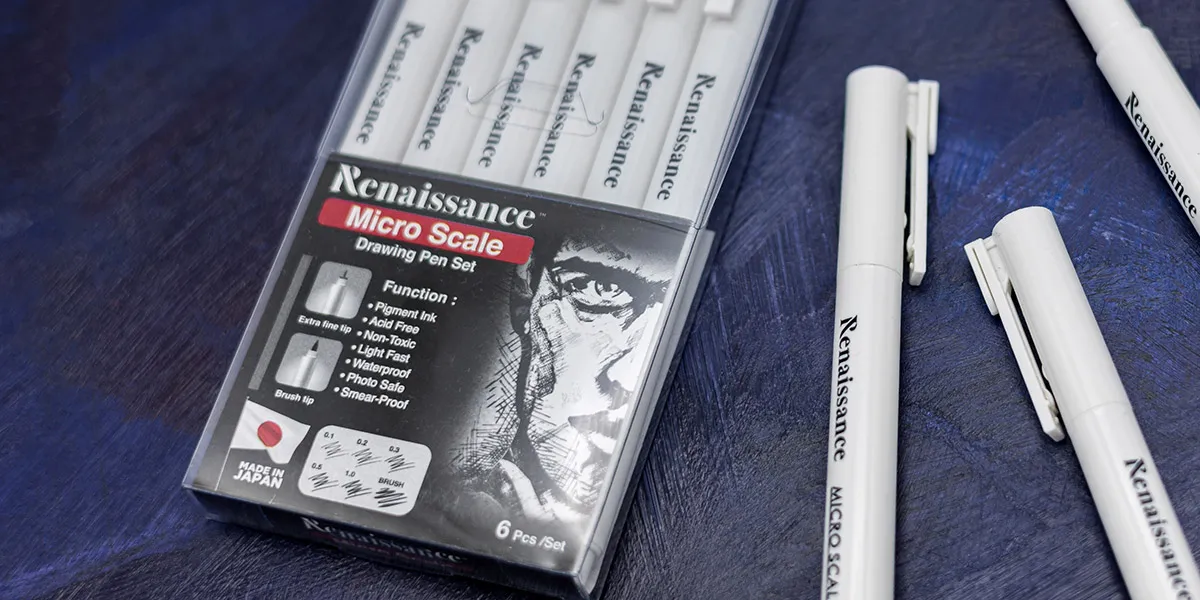 Renaissance
Renaissance
Renaissance
Renaissance
Renaissance
Renaissance
Renaissance™
Micro Scale
Drawing Pen Set
Extra fine tip
Brush tip
Function :
• Pigment Ink
• Acid Free
• Non-Toxic
• Light Fast
• Waterproof
• Photo Safe
• Smear-Proof
MADE IN
JAPAN
0.1 0.2 0.3
0.5 1.0 BRUSH
6 Pcs /Set
Renaissance
Renaissance
MICRO SCAL
Renaissance
Renaissance